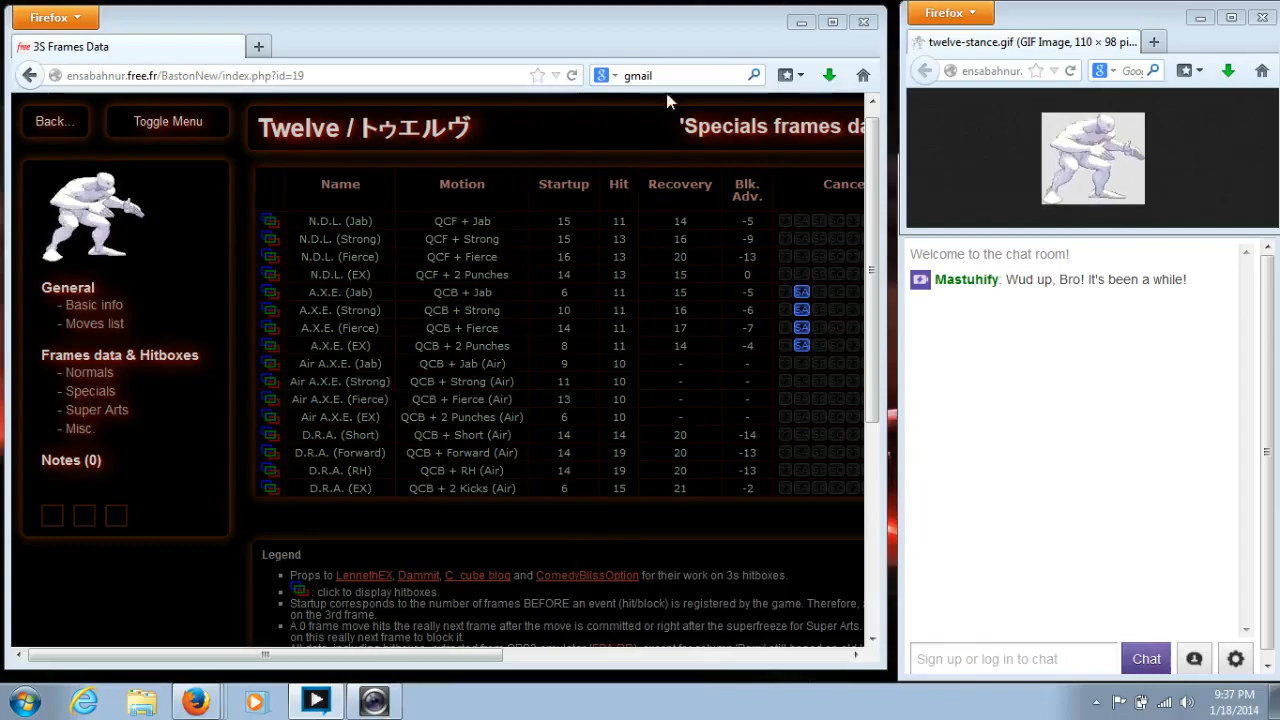 Firefox
3S Frames Data
ensabahnur.free.fr/BastonNew/index.php?id=19
gmail
Back...
Toggle Menu
Twelve / トゥエルヴ
'Specials frames da
General
- Basic info
- Moves list
Frames data & Hitboxes
- Normals
- Specials
- Super Arts
- Misc.
Notes (0)
Name Motion Startup Hit Recovery Blk. Adv. Cance
N.D.L. (Jab) QCF + Jab 15 11 14 -5
N.D.L. (Strong) QCF + Strong 15 13 16 -9
N.D.L. (Fierce) QCF + Fierce 16 13 20 -13
N.D.L. (EX) QCF + 2 Punches 14 13 15 0
A.X.E. (Jab) QCB + Jab 6 11 15 -5 SA
A.X.E. (Strong) QCB + Strong 10 11 16 -6 SA
A.X.E. (Fierce) QCB + Fierce 14 11 17 -7 SA
A.X.E. (EX) QCB + 2 Punches 8 11 14 -4 SA
Air A.X.E. (Jab) QCB + Jab (Air) 9 10 - -
Air A.X.E. (Strong) QCB + Strong (Air) 11 10 - -
Air A.X.E. (Fierce) QCB + Fierce (Air) 13 10 - -
Air A.X.E. (EX) QCB + 2 Punches (Air) 6 10 - -
D.R.A. (Short) QCB + Short (Air) 14 14 20 -14
D.R.A. (Forward) QCB + Forward (Air) 14 19 20 -13
D.R.A. (RH) QCB + RH (Air) 14 19 20 -13
D.R.A. (EX) QCB + 2 Kicks (Air) 6 15 21 -2
Legend
Props to LennethEX, Dammit, C_cube blog and ComedyBlissOption for their work on 3s hitboxes.
: click to display hitboxes.
Startup corresponds to the number of frames BEFORE an event (hit/block) is registered by the game. Therefore,
on the 3rd frame.
A 0 frame move hits the really next frame after the move is committed or right after the superfreeze for Super Arts.
on this really next frame to block it.
Firefox
twelve-stance.gif (GIF Image, 110 × 98 pi...
ensabahnur.free
Goog
Welcome to the chat room!
Mastuhify: Wud up, Bro! It's been a while!
Sign up or log in to chat
Chat
9:37 PM
1/18/2014